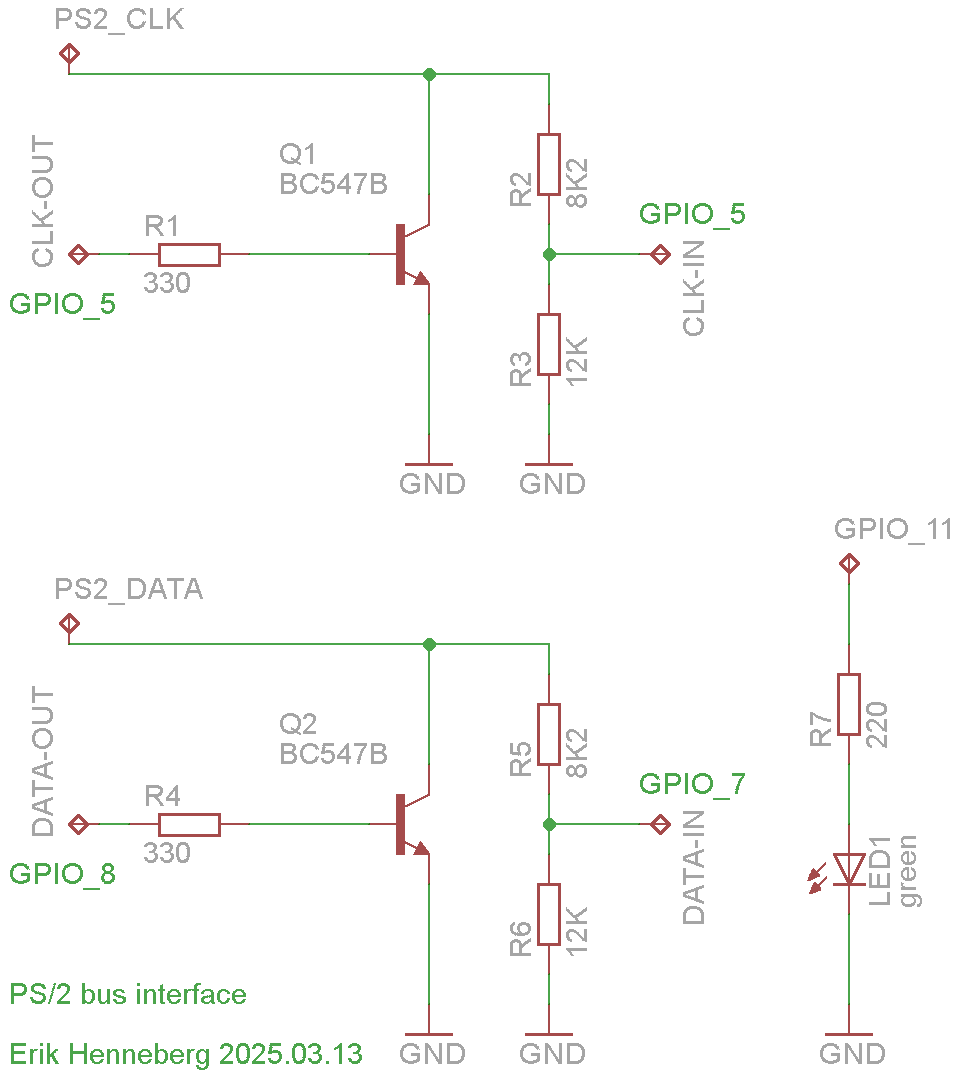 PS2_CLK
CLK-OUT
Q1
BC547B
R1
330
GPIO_5
R2
8K2
GPIO_5
CLK-IN
R3
12K
GND
GND
GPIO_11
PS2_DATA
DATA-OUT
Q2
BC547B
R4
330
GPIO_8
R5
8K2
GPIO_7
DATA-IN
R6
12K
R7
220
LED1
green
PS/2 bus interface
Erik Henneberg 2025.03.13
GND
GND
GND